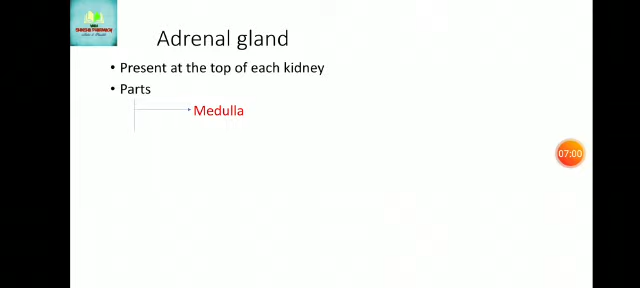 Adrenal gland
• Present at the top of each kidney
• Parts
Medulla
07:00